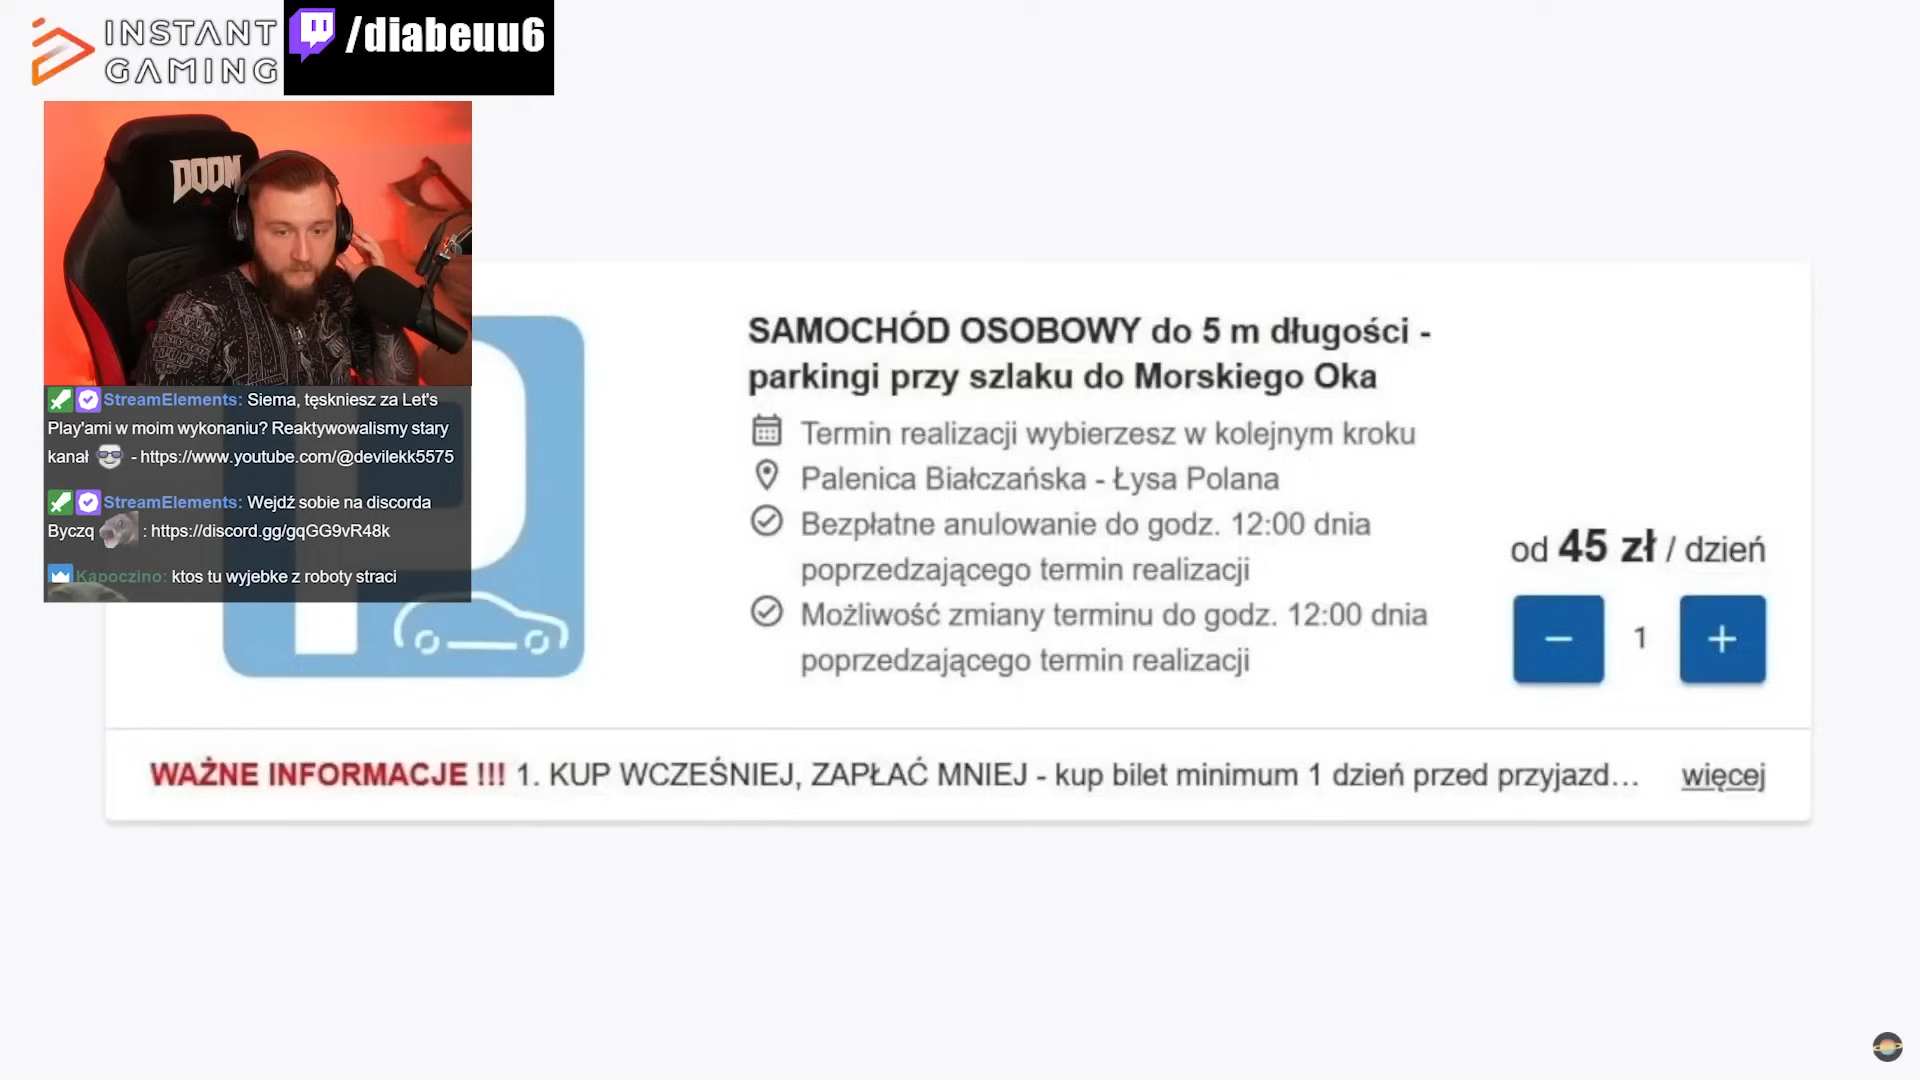 INSTANT
GAMING
/diabeuu6
DOOM
StreamElements: Siema, tęskniesz za Let's
Play'ami w moim wykonaniu? Reaktywowalismy stary
kanał - https://www.youtube.com/@devilekk5575
StreamElements: Wejdź sobie na discorda
Byczq : https://discord.gg/gqGG9vR48k
Kapoczino: ktos tu wyjebke z roboty straci
SAMOCHÓD OSOBOWY do 5 m długości -
parkingi przy szlaku do Morskiego Oka
Termin realizacji wybierzesz w kolejnym kroku
Palenica Białczańska - Łysa Polana
Bezpłatne anulowanie do godz. 12:00 dnia
poprzedzającego termin realizacji
Możliwość zmiany terminu do godz. 12:00 dnia
poprzedzającego termin realizacji
od 45 zł / dzień
− 1 +
WAŻNE INFORMACJE !!! 1. KUP WCZEŚNIEJ, ZAPŁAĆ MNIEJ - kup bilet minimum 1 dzień przed przyjazd... więcej